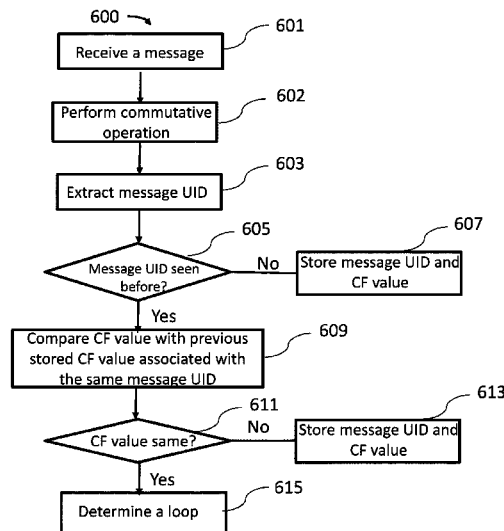 600
601
Receive a message
602
Perform commutative
operation
603
Extract message UID
605
607
Message UID seen
before?
No
Store message UID and
CF value
Yes
609
Compare CF value with previous
stored CF value associated with
the same message UID
611
613
CF value same?
No
Store message UID and
CF value
Yes
615
Determine a loop